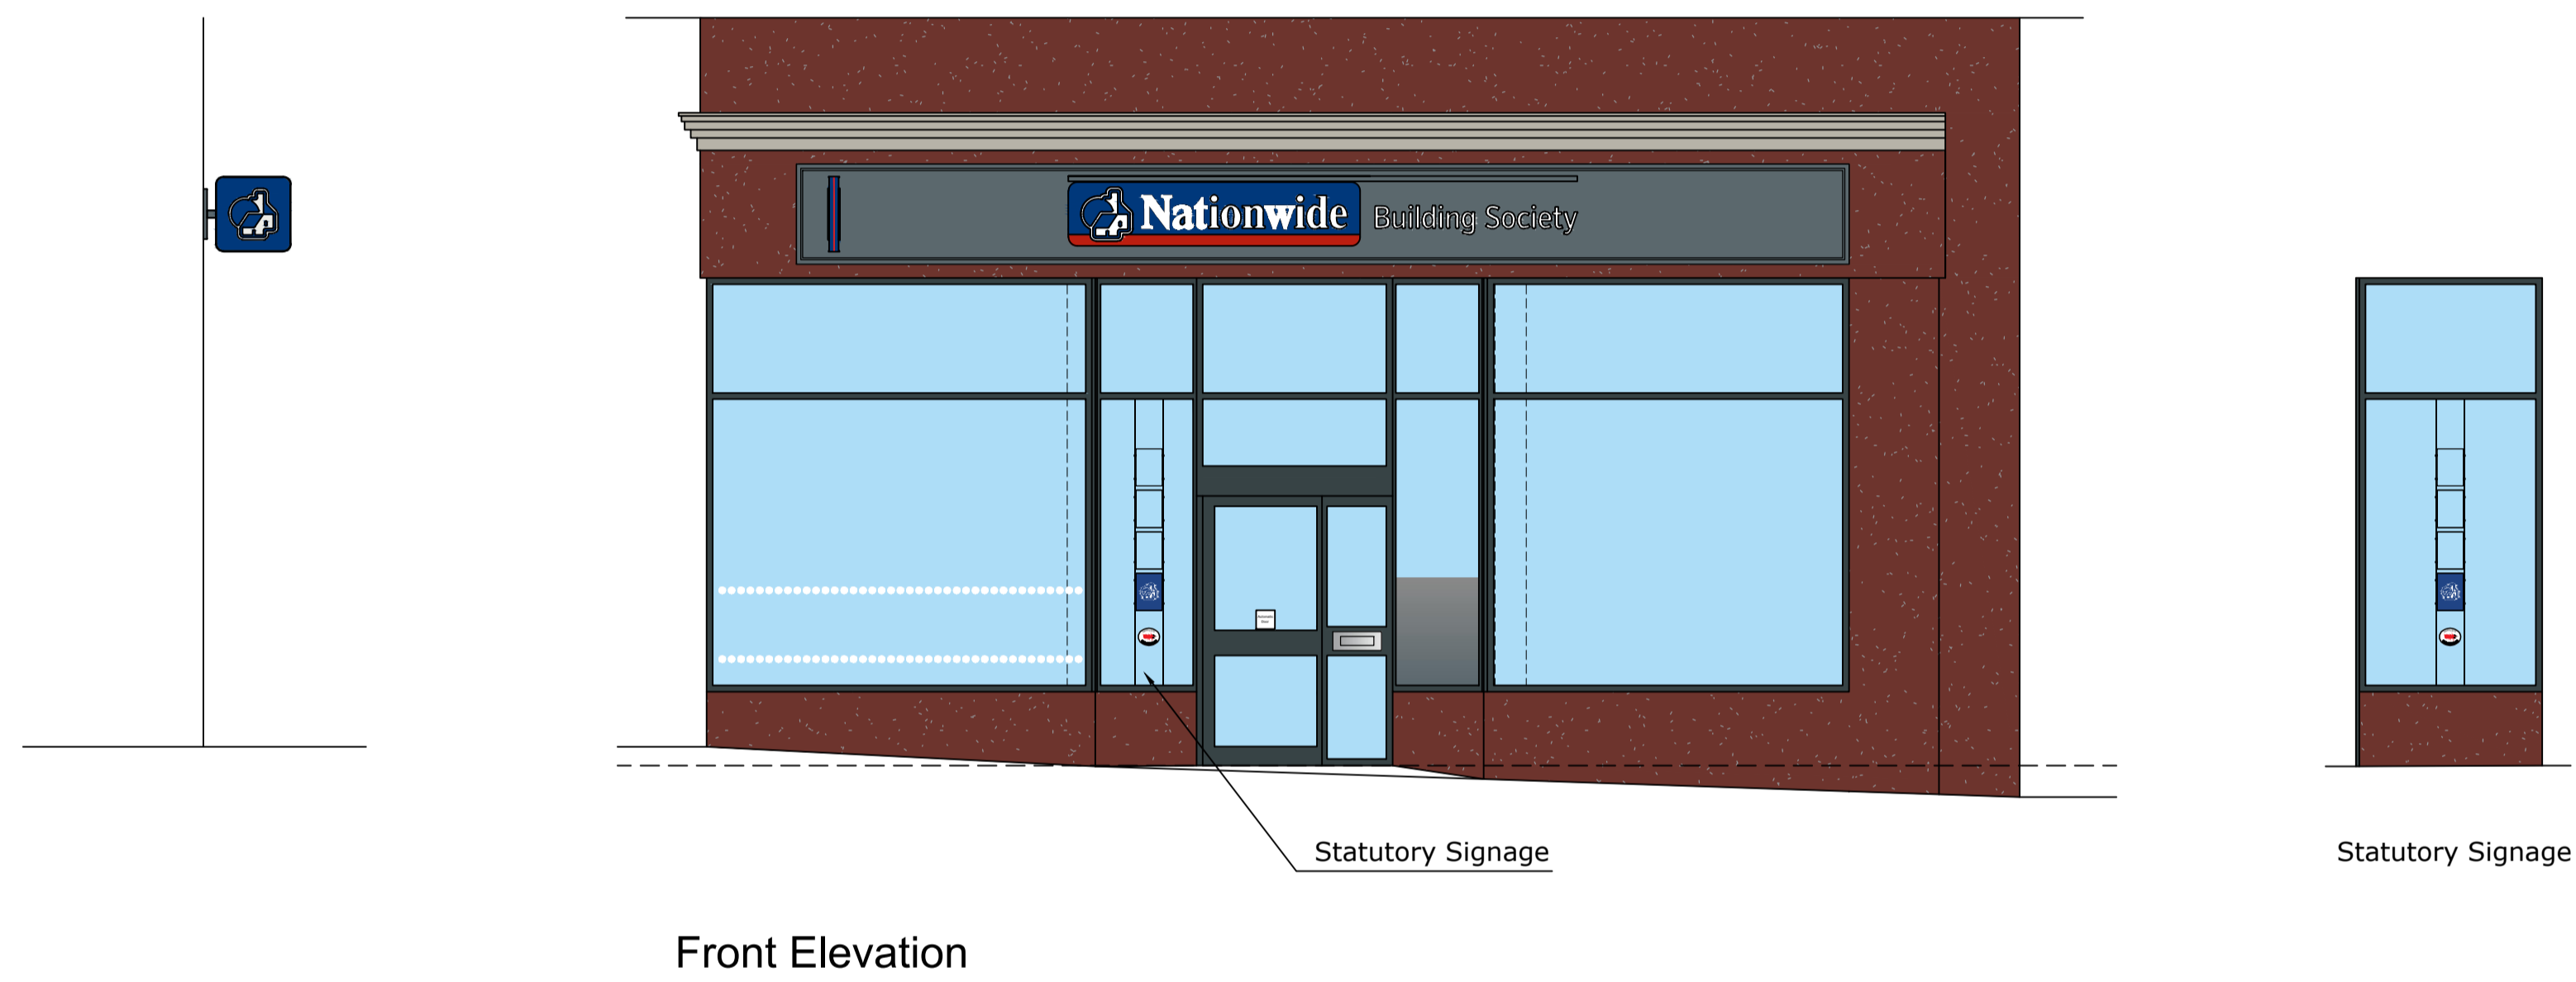 Nationwide
Building Society
Statutory Signage
Statutory Signage
Front Elevation